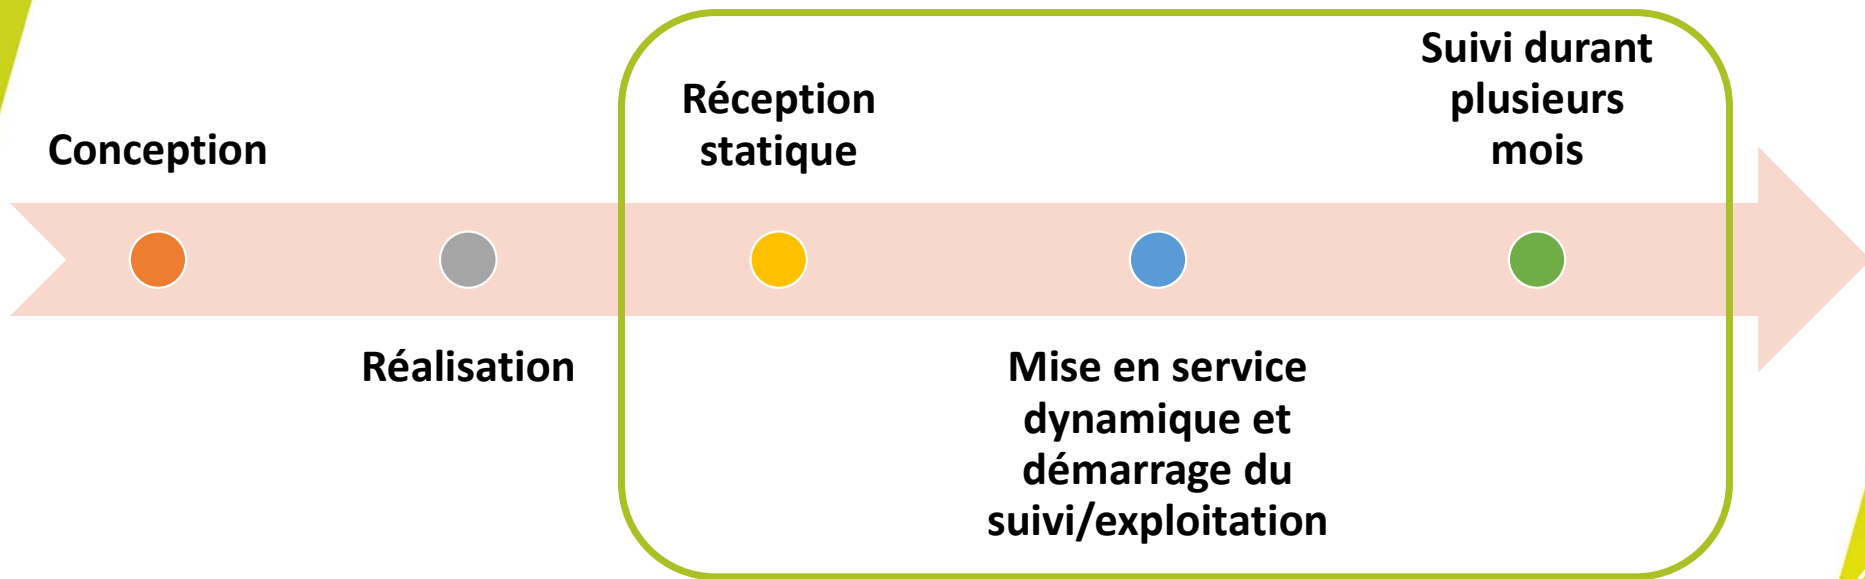 Conception
Réalisation
Réception
statique
Mise en service
dynamique et
démarrage du
suivi/exploitation
Suivi durant
plusieurs
mois